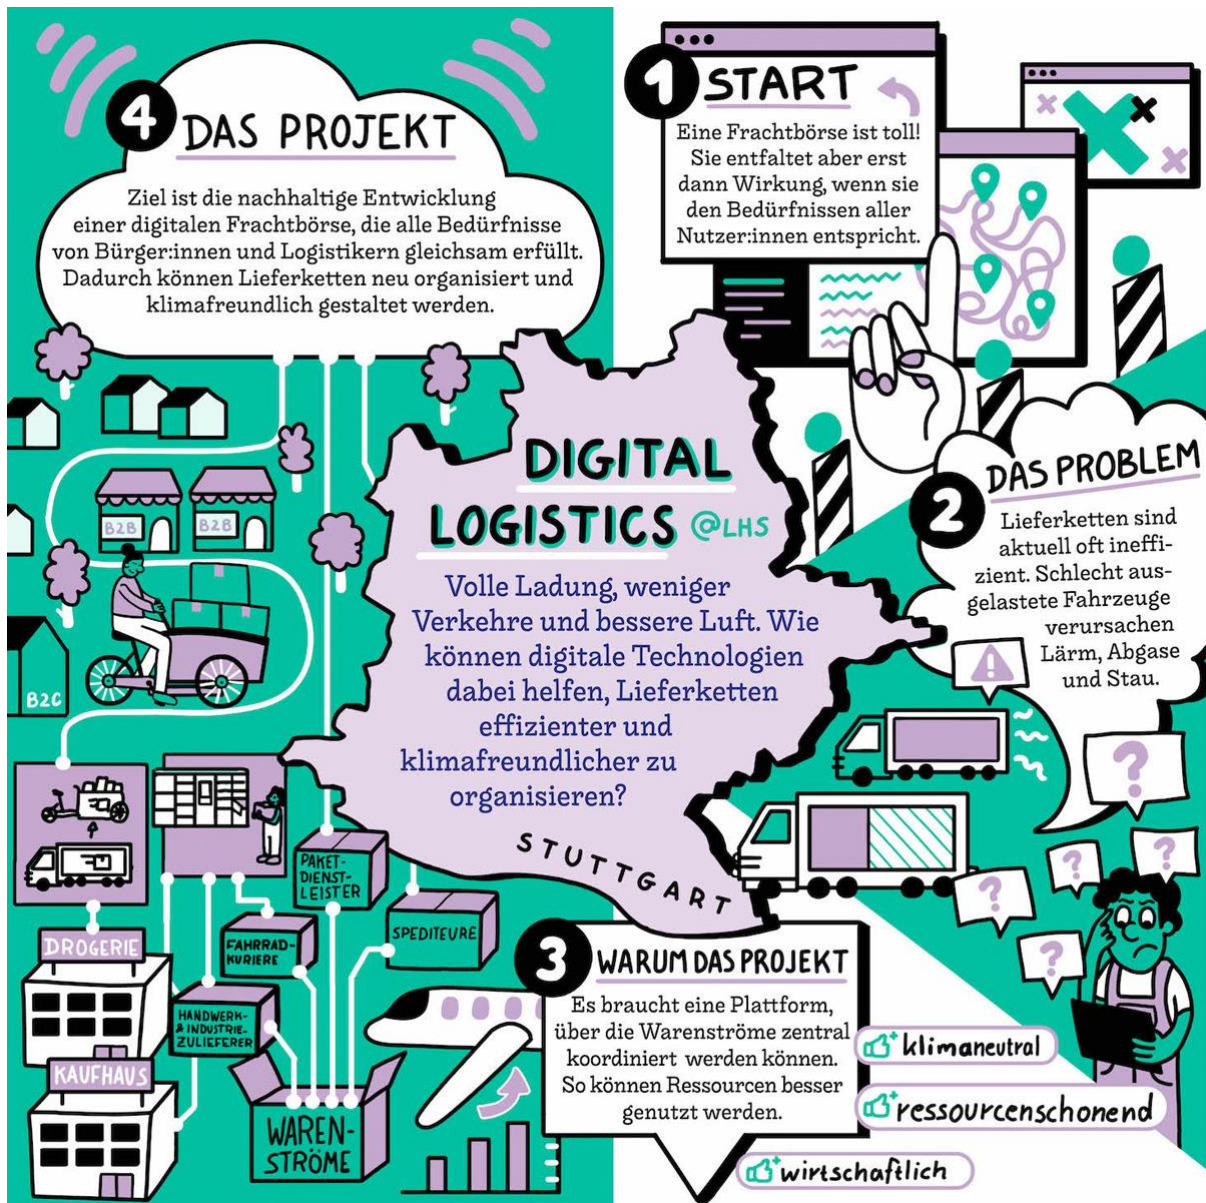 DIGITAL
LOGISTICS @LHS
Volle Ladung, weniger
Verkehre und bessere Luft. Wie
können digitale Technologien
dabei helfen, Lieferketten
effizienter und
klimafreundlicher zu
organisieren?
STUTTGART
1 START
Eine Frachtbörse ist toll!
Sie entfaltet aber erst
dann Wirkung, wenn sie
den Bedürfnissen aller
Nutzer:innen entspricht.
2 DAS PROBLEM
Lieferketten sind
aktuell oft ineffi-
zient. Schlecht aus-
gelastete Fahrzeuge
verursachen
Lärm, Abgase
und Stau.
?
?
?
?
?
3 WARUM DAS PROJEKT
Es braucht eine Plattform,
über die Warenströme zentral
koordiniert werden können.
So können Ressourcen besser
genutzt werden.
klimaneutral
ressourcenschonend
wirtschaftlich
4 DAS PROJEKT
Ziel ist die nachhaltige Entwicklung
einer digitalen Frachtbörse, die alle Bedürfnisse
von Bürger:innen und Logistikern gleichsam erfüllt.
Dadurch können Lieferketten neu organisiert und
klimafreundlich gestaltet werden.
B2B
B2B
B2C
PAKET-
DIENST-
LEISTER
SPEDITEURE
FAHRRAD-
KURIERE
HANDWERK-
& INDUSTRIE-
ZULIEFERER
DROGERIE
KAUFHAUS
WAREN-
STRÖME